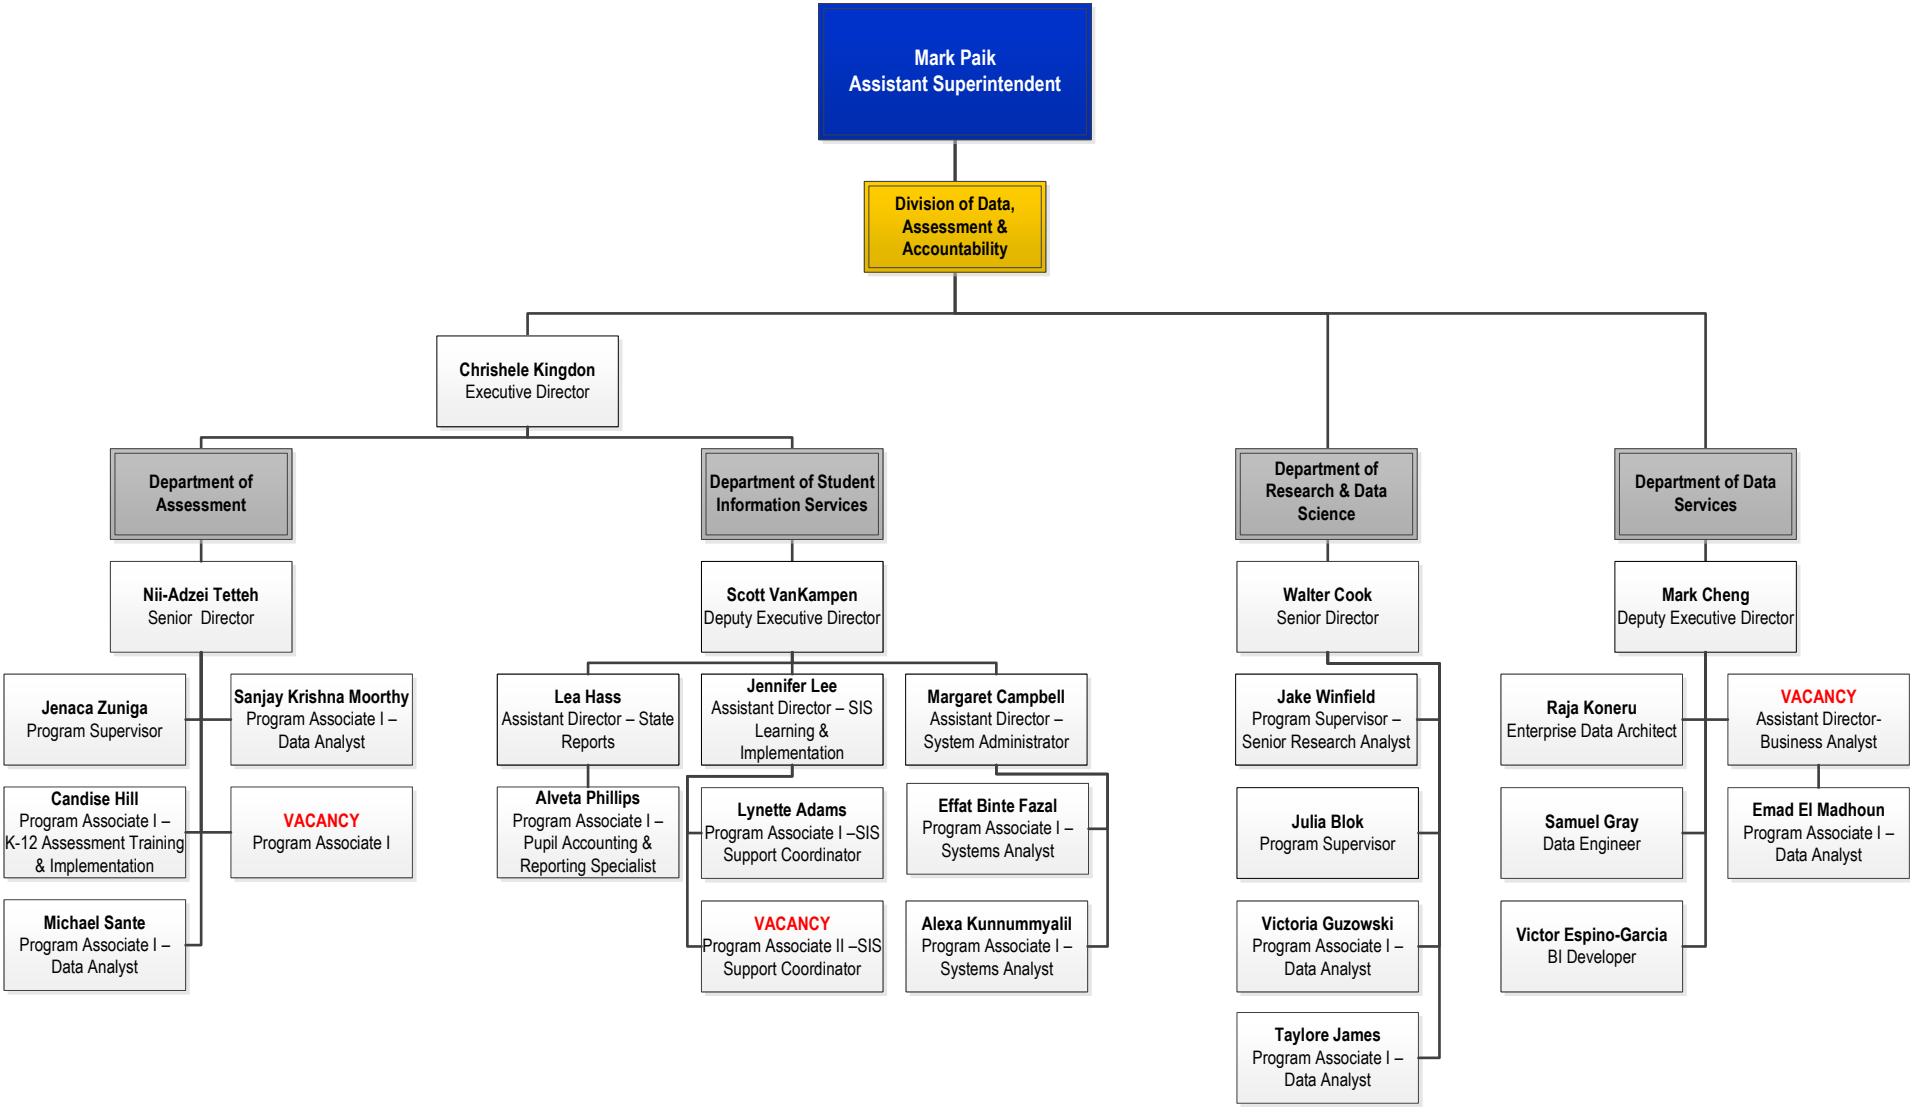 Mark Paik
Assistant Superintendent
Division of Data,
Assessment &
Accountability
Chrishele Kingdon
Executive Director
Department of
Assessment
Department of Student
Information Services
Department of
Research & Data
Science
Department of Data
Services
Nii-Adzei Tetteh
Senior  Director
Scott VanKampen
Deputy Executive Director
Walter Cook
Senior Director
Mark Cheng
Deputy Executive Director
Jenaca Zuniga
Program Supervisor
Sanjay Krishna Moorthy
Program Associate I –
Data Analyst
Lea Hass
Assistant Director – State
Reports
Jennifer Lee
Assistant Director – SIS
Learning &
Implementation
Margaret Campbell
Assistant Director –
System Administrator
Jake Winfield
Program Supervisor –
Senior Research Analyst
Raja Koneru
Enterprise Data Architect
VACANCY
Assistant Director-
Business Analyst
Candise Hill
Program Associate I –
K-12 Assessment Training
& Implementation
VACANCY
Program Associate I
Alveta Phillips
Program Associate I –
Pupil Accounting &
Reporting Specialist
Lynette Adams
Program Associate I –SIS
Support Coordinator
Effat Binte Fazal
Program Associate I –
Systems Analyst
Julia Blok
Program Supervisor
Samuel Gray
Data Engineer
Emad El Madhoun
Program Associate I –
Data Analyst
Michael Sante
Program Associate I –
Data Analyst
VACANCY
Program Associate II –SIS
Support Coordinator
Alexa Kunnummyalil
Program Associate I –
Systems Analyst
Victoria Guzowski
Program Associate I –
Data Analyst
Victor Espino-Garcia
BI Developer
Taylore James
Program Associate I –
Data Analyst